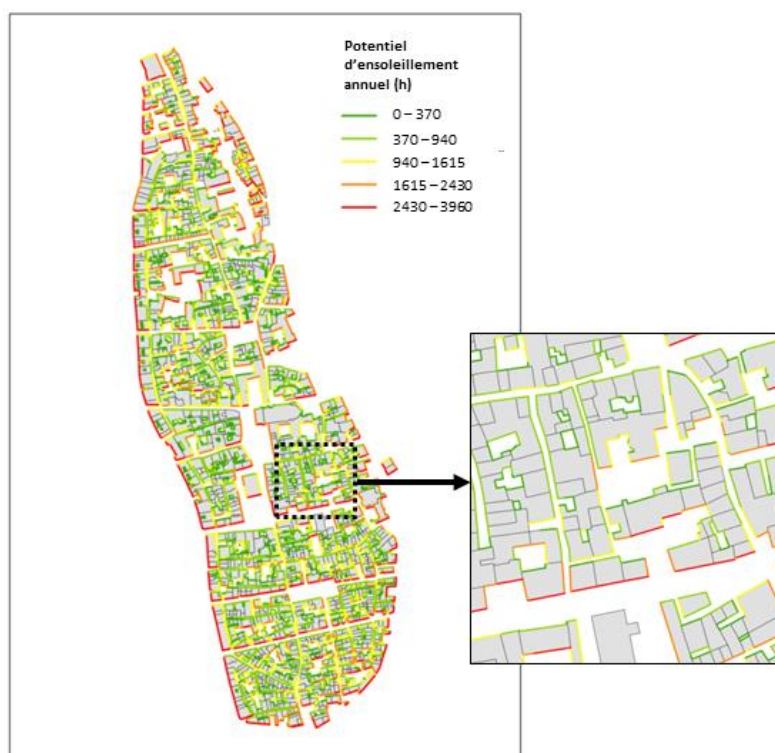 Potentiel
d’ensoleillement
annuel (h)
0 – 370
370 – 940
940 – 1615
1615 – 2430
2430 – 3960